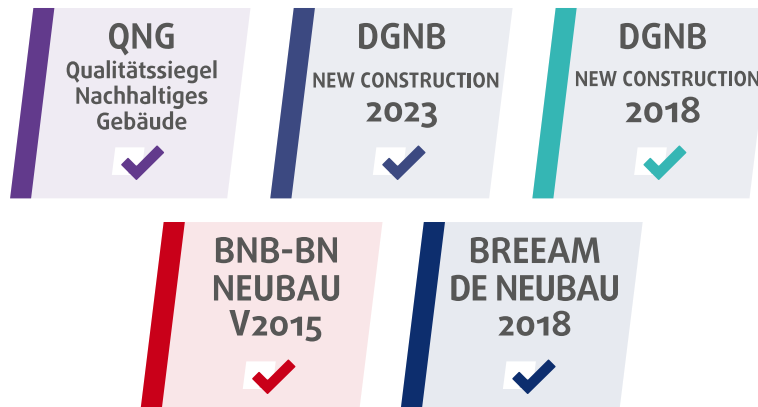 QNG
Qualitätssiegel
Nachhaltiges
Gebäude
DGNB
NEW CONSTRUCTION
2023
DGNB
NEW CONSTRUCTION
2018
BNB-BN
NEUBAU
V2015
BREEAM
DE NEUBAU
2018